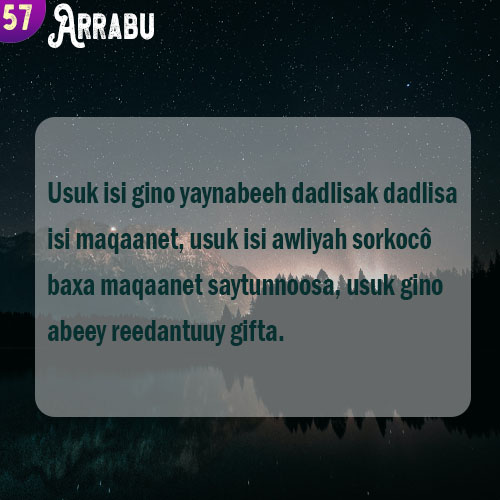 57
Arrabu
Usuk isi gino yaynabeeh dadlisak dadlisa
isi maqaanet, usuk isi awliyah sorkocô
baxa maqaanet saytunnoosa, usuk gino
abeey reedantuuy gifta.